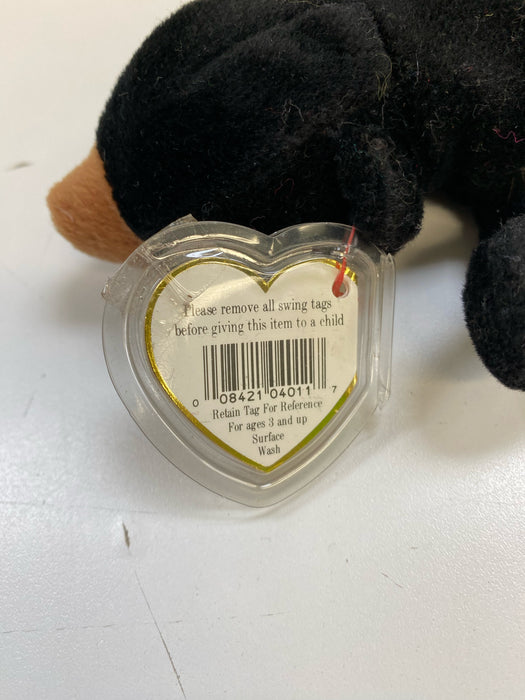 Please remove all swing tags
before giving this item to a child
0 08421 04011 7
Retain Tag For Reference
For ages 3 and up
Surface
Wash